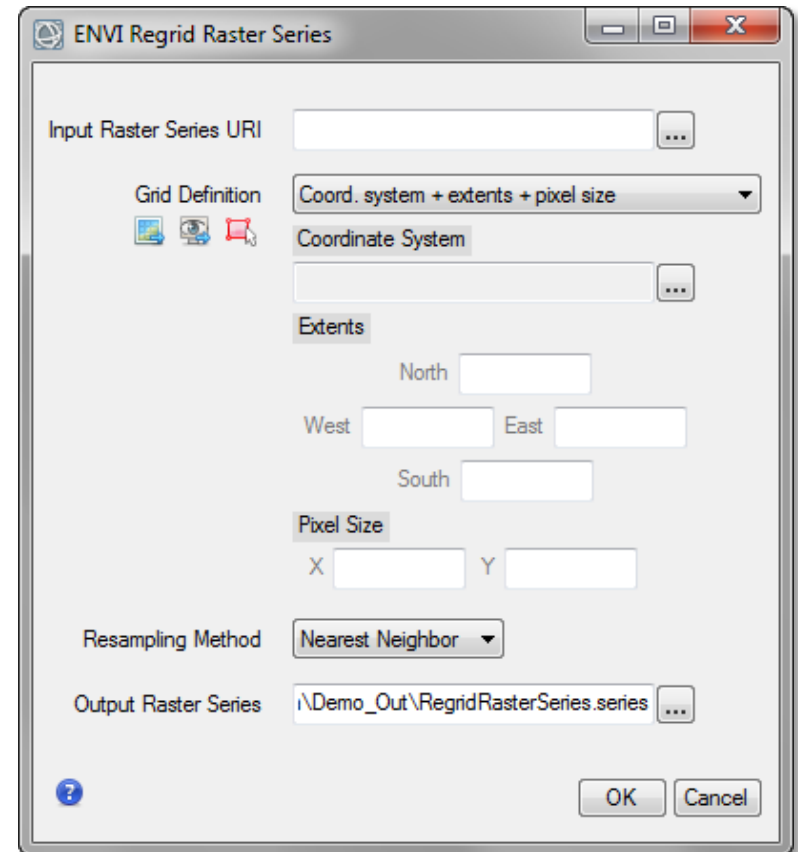 ENVI Regrid Raster Series
Input Raster Series URI ...
Grid Definition Coord. system + extents + pixel size
Coordinate System
...
Extents
North
West East
South
Pixel Size
X Y
Resampling Method Nearest Neighbor
Output Raster Series \Demo_Out\RegridRasterSeries.series ...
? OK Cancel